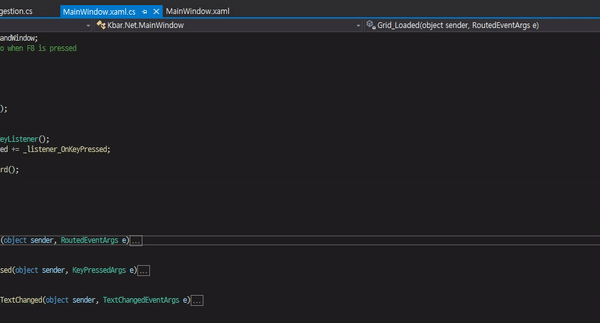 gestion.cs MainWindow.xaml.cs MainWindow.xaml
Kbar.Net.MainWindow Grid_Loaded(object sender, RoutedEventArgs e)
andWindow;
o when F8 is pressed
);
eyListener();
ed += _listener_OnKeyPressed;
rd();
(object sender, RoutedEventArgs e)...
sed(object sender, KeyPressedArgs e)...
TextChanged(object sender, TextChangedEventArgs e)...